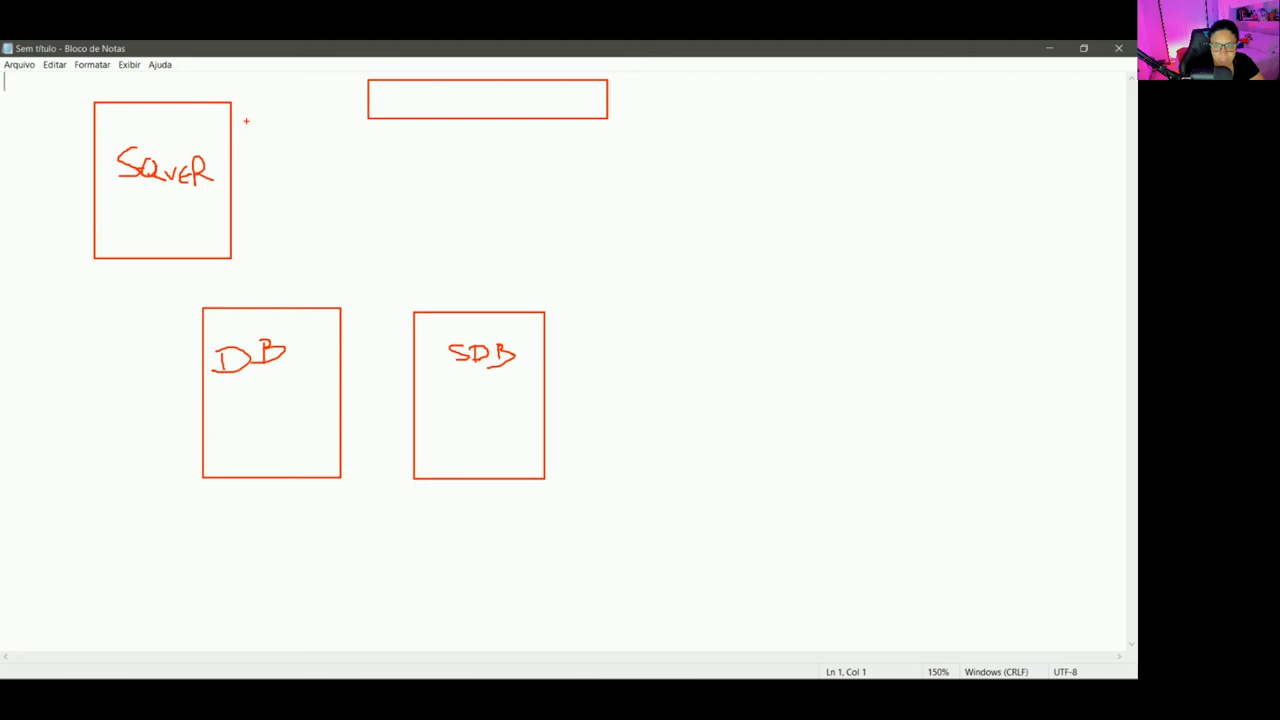 Sem título - Bloco de Notas
Arquivo Editar Formatar Exibir Ajuda
SQVER
DB
SDB
Ln 1, Col 1 150% Windows (CRLF) UTF-8